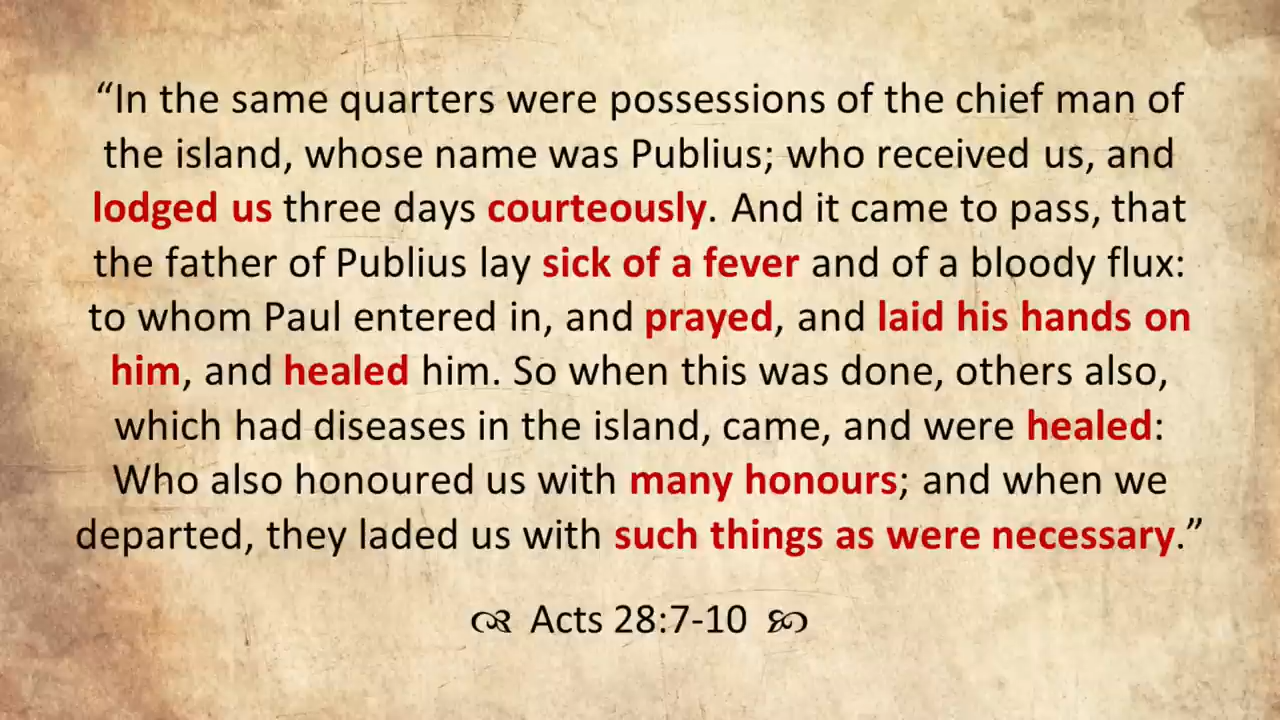 “In the same quarters were possessions of the chief man of
the island, whose name was Publius; who received us, and
lodged us three days courteously. And it came to pass, that
the father of Publius lay sick of a fever and of a bloody flux:
to whom Paul entered in, and prayed, and laid his hands on
him, and healed him. So when this was done, others also,
which had diseases in the island, came, and were healed:
Who also honoured us with many honours; and when we
departed, they laded us with such things as were necessary.”
Acts 28:7-10